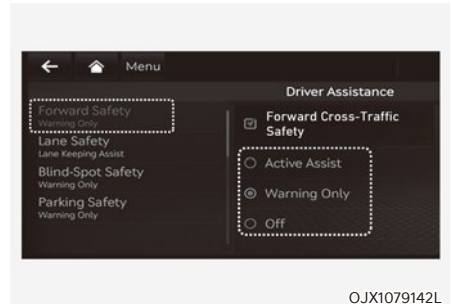 Menu
Driver Assistance
Forward Safety
Warning Only
Lane Safety
Lane Keeping Assist
Blind-Spot Safety
Warning Only
Parking Safety
Warning Only
Forward Cross-Traffic
Safety
Active Assist
Warning Only
Off
OJX1079142L